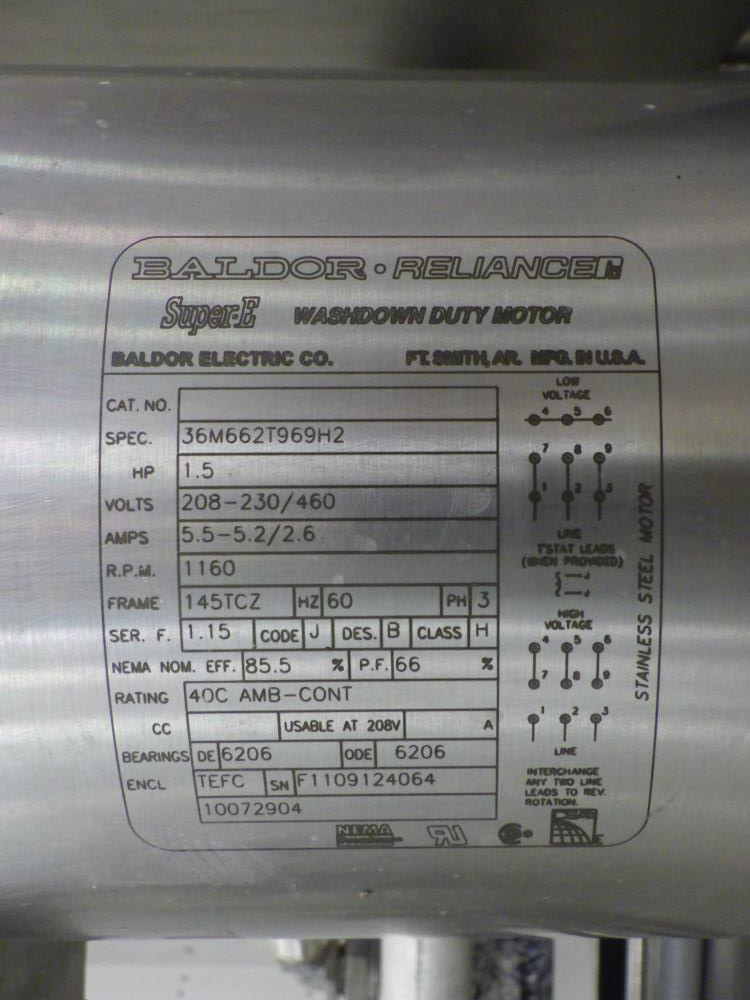 BALDOR • RELIANCE
Super-E WASHDOWN DUTY MOTOR
BALDOR ELECTRIC CO. FT. SMITH, AR. MFG. IN U.S.A.
CAT. NO.
SPEC. 36M662T969H2
HP 1.5
VOLTS 208-230/460
AMPS 5.5-5.2/2.6
R.P.M. 1160
FRAME 145TCZ HZ 60 PH 3
SER. F. 1.15 CODE J DES. B CLASS H
NEMA NOM. EFF. 85.5 % P.F. 66 %
RATING 40C AMB-CONT
CC USABLE AT 208V A
BEARINGS DE 6206 ODE 6206
ENCL TEFC SN F1109124064
10072904
NEMA
LOW
VOLTAGE
4 5 6
7 8 9
1 2 3
LINE
T'STAT LEADS
(WHEN PROVIDED)
HIGH
VOLTAGE
4 5 6
7 8 9
1 2 3
LINE
INTERCHANGE
ANY TWO LINE
LEADS TO REV.
ROTATION.
STAINLESS STEEL MOTOR